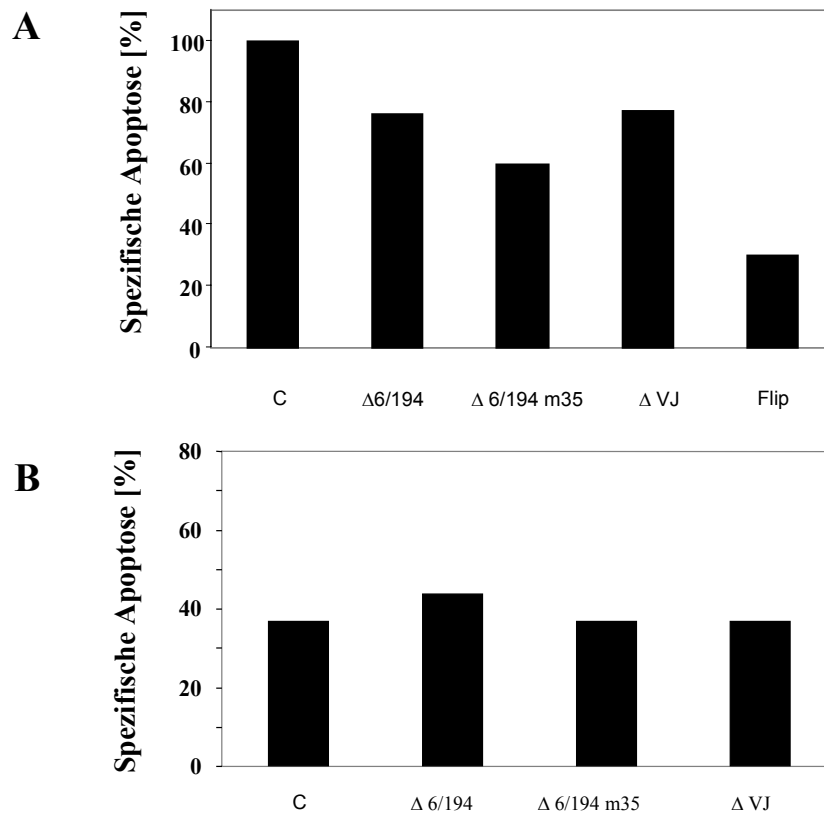 A
Spezifische Apoptose [%]
100
80
60
40
20
0
C
Δ6/194
Δ 6/194 m35
Δ VJ
Flip
B
Spezifische Apoptose [%]
80
60
40
20
0
C
Δ 6/194
Δ 6/194 m35
Δ VJ